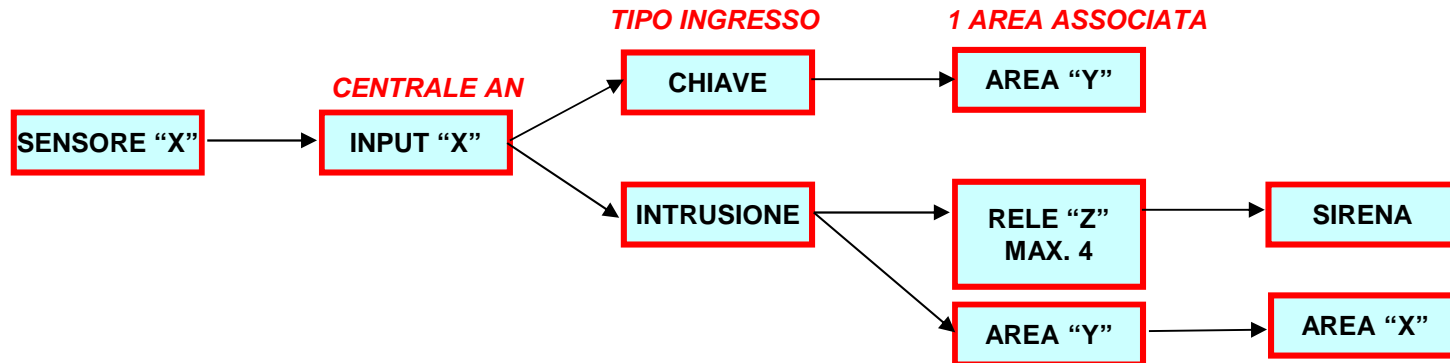 TIPO INGRESSO
1 AREA ASSOCIATA
CENTRALE AN
CHIAVE
AREA “Y”
SENSORE “X”
INPUT “X”
INTRUSIONE
RELE “Z”
MAX. 4
SIRENA
AREA “Y”
AREA “X”